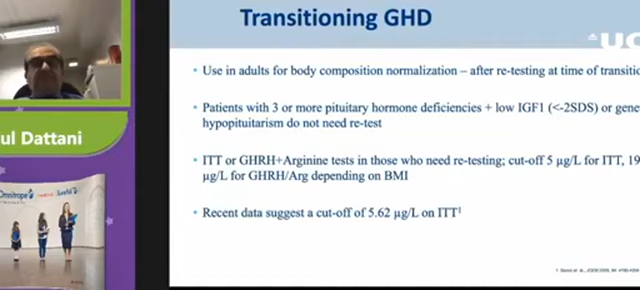 Transitioning GHD
Use in adults for body composition normalization – after re-testing at time of transitio
Patients with 3 or more pituitary hormone deficiencies + low IGF1 (<-2SDS) or gene
hypopituitarism do not need re-test
ITT or GHRH+Arginine tests in those who need re-testing; cut-off 5 µg/L for ITT, 19
µg/L for GHRH/Arg depending on BMI
Recent data suggest a cut-off of 5.62 µg/L on ITT¹
ul Dattani
Omnitrope